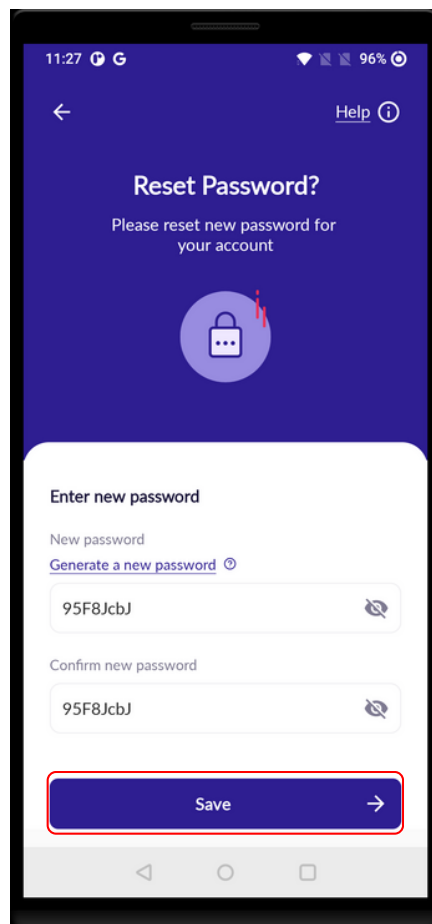 11:27 G 96%
Help
Reset Password?
Please reset new password for
your account
Enter new password
New password
Generate a new password
95F8JcbJ
Confirm new password
95F8JcbJ
Save